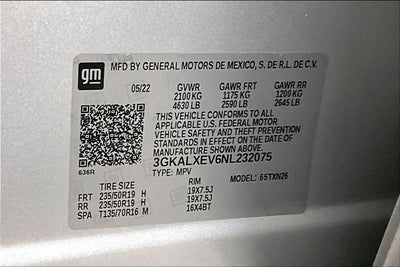 gm MFD BY GENERAL MOTORS DE MEXICO, S. DE R.L. DE C.V.
05/22 GVWR GAWR FRT GAWR RR
2100 KG 1175 KG 1200 KG
4630 LB 2590 LB 2645 LB
THIS VEHICLE CONFORMS TO ALL
APPLICABLE U.S. FEDERAL MOTOR
VEHICLE SAFETY AND THEFT PREVENTION
STANDARDS IN EFFECT ON THE DATE OF
MANUFACTURE SHOWN ABOVE.
3GKALXEV6NL232075
636R TYPE: MPV MODEL: 6STXN26
TIRE SIZE RIM
FRT 235/50R19 H 19X7.5J
RR 235/50R19 H 19X7.5J
SPA T135/70R16 M 16X4BT